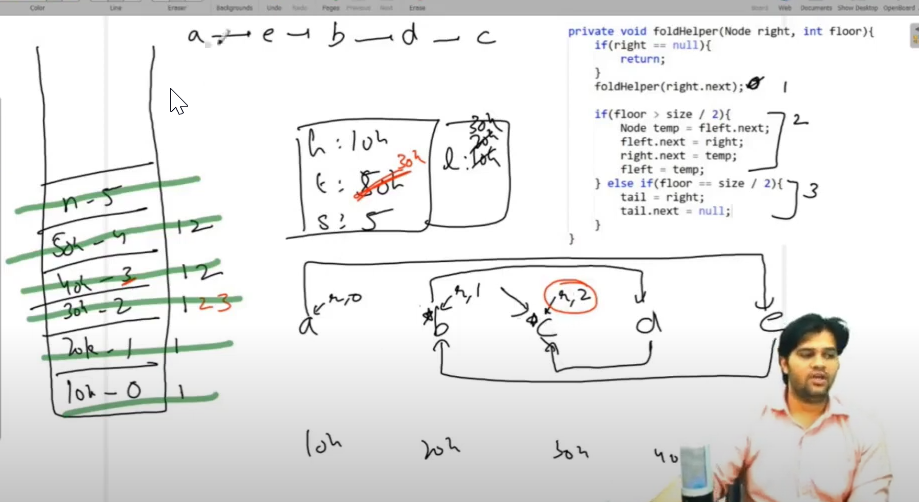 Color Line Eraser Backgrounds Undo Redo Pages Previous Next Erase Board Web Documents Show Desktop OpenBoard
a → e → b — d — c
private void foldHelper(Node right, int floor){
if(right == null){
return;
}
foldHelper(right.next); 1
if(floor > size / 2){
Node temp = fleft.next;
fleft.next = right;
right.next = temp;
fleft = temp;
} else if(floor == size / 2){
tail = right;
tail.next = null;
}
}
2
3
h : 10k
t : 50k 30k
s : 5
30k
20k
l : 10k
n - 5
50k - 4 1 2
40k - 3 1 2
30k - 2 1 2 3
20k - 1 1
10k - 0 1
r,0 r,1 r,2
a b c d e
10k 20k 30k 40